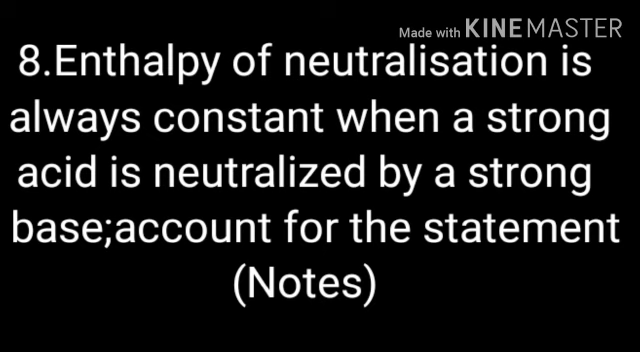 Made with KINEMASTER
8.Enthalpy of neutralisation is
always constant when a strong
acid is neutralized by a strong
base;account for the statement
(Notes)